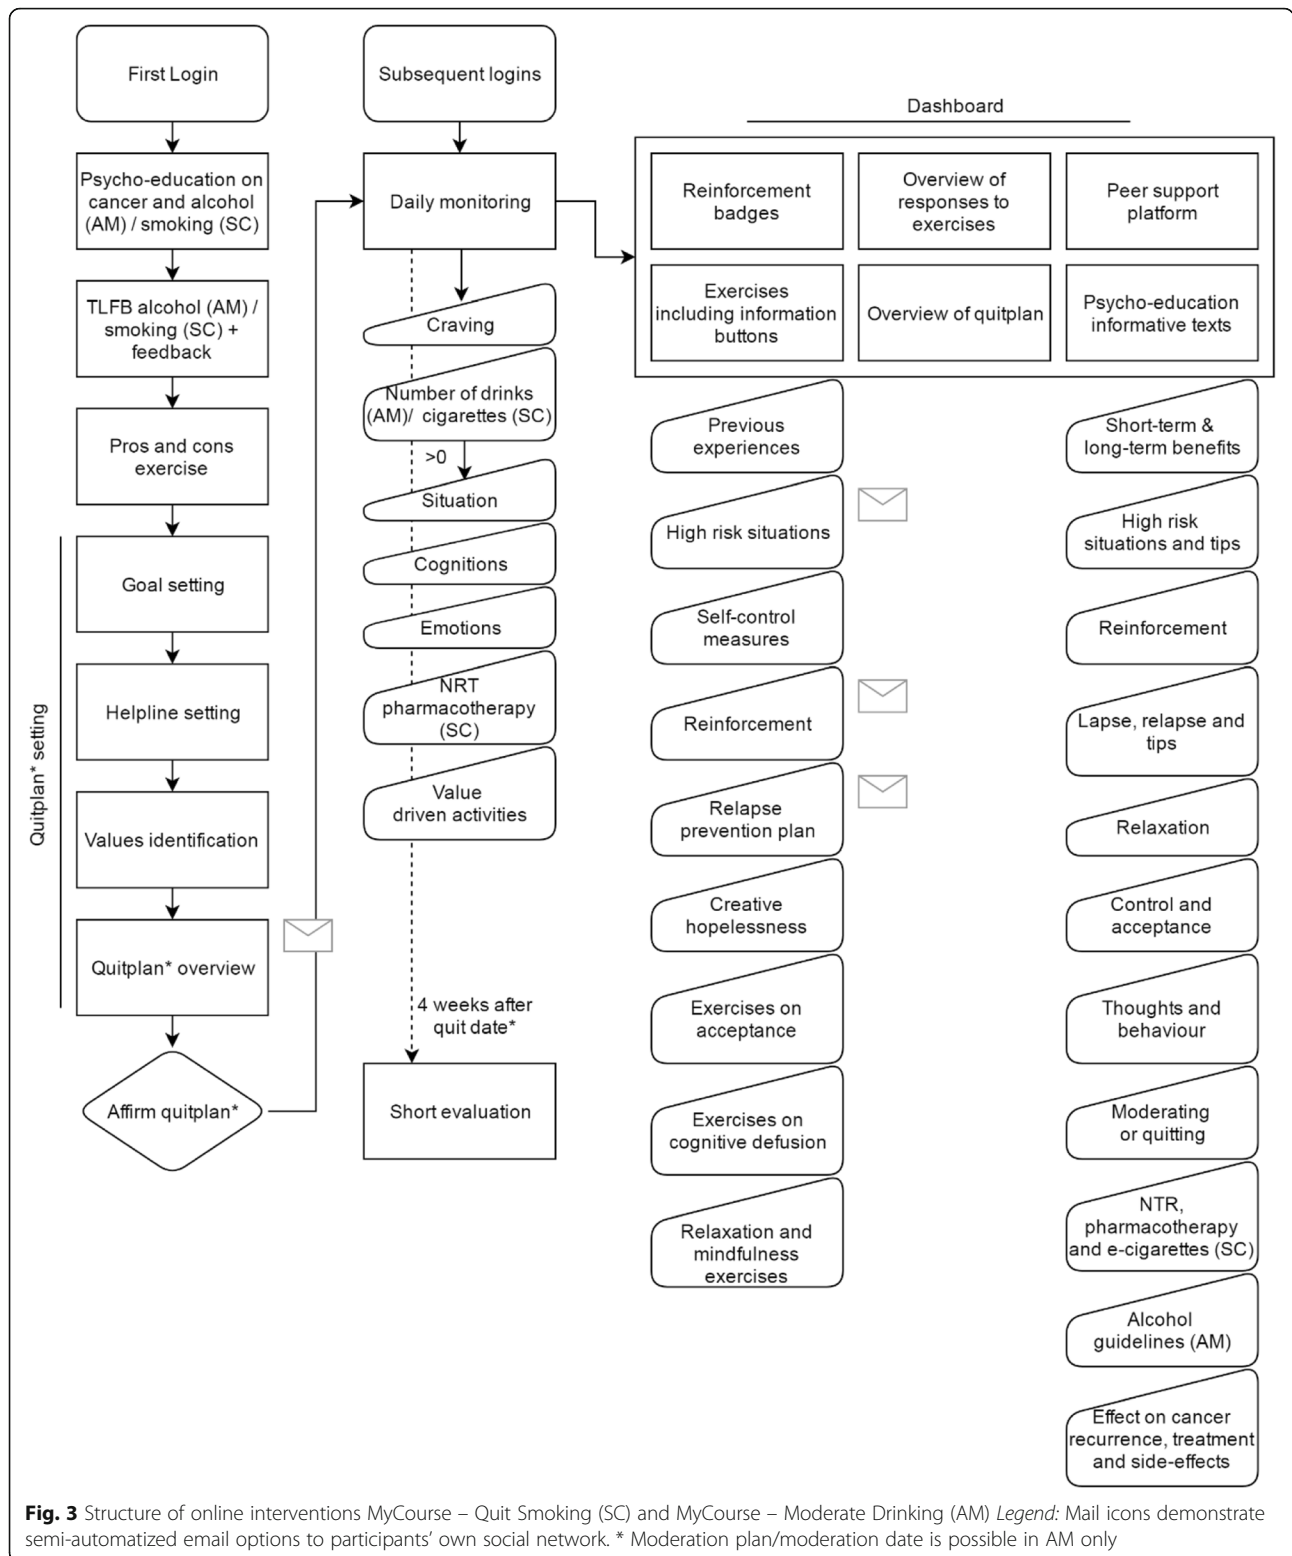 First Login
Psycho-education on
cancer and alcohol
(AM) / smoking (SC)
TLFB alcohol (AM) /
smoking (SC) +
feedback
Pros and cons
exercise
Quitplan* setting
Goal setting
Helpline setting
Values identification
Quitplan* overview
Affirm quitplan*
Subsequent logins
Daily monitoring
Craving
Number of drinks
(AM)/ cigarettes (SC)
>0
Situation
Cognitions
Emotions
NRT
pharmacotherapy
(SC)
Value
driven activities
4 weeks after
quit date*
Short evaluation
Dashboard
Reinforcement
badges
Overview of
responses to
exercises
Peer support
platform
Exercises
including information
buttons
Overview of quitplan
Psycho-education
informative texts
Previous
experiences
High risk situations
Self-control
measures
Reinforcement
Relapse
prevention plan
Creative
hopelessness
Exercises on
acceptance
Exercises on
cognitive defusion
Relaxation and
mindfulness
exercises
Short-term &
long-term benefits
High risk
situations and tips
Reinforcement
Lapse, relapse and
tips
Relaxation
Control and
acceptance
Thoughts and
behaviour
Moderating
or quitting
NTR,
pharmacotherapy
and e-cigarettes (SC)
Alcohol
guidelines (AM)
Effect on cancer
recurrence, treatment
and side-effects
Fig. 3 Structure of online interventions MyCourse – Quit Smoking (SC) and MyCourse – Moderate Drinking (AM) Legend: Mail icons demonstrate
semi-automatized email options to participants' own social network. * Moderation plan/moderation date is possible in AM only